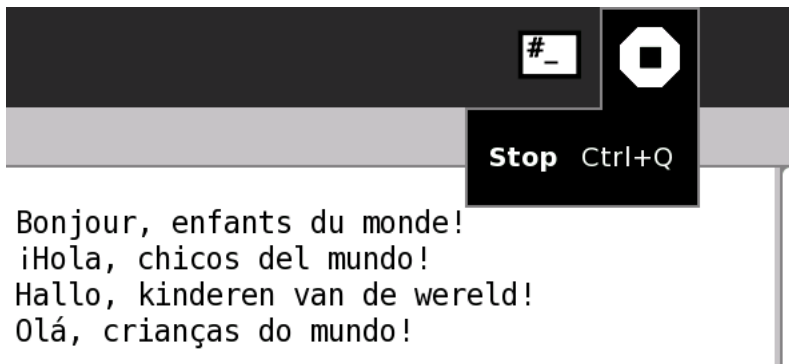 #_
Stop Ctrl+Q
Bonjour, enfants du monde!
¡Hola, chicos del mundo!
Hallo, kinderen van de wereld!
Olá, crianças do mundo!